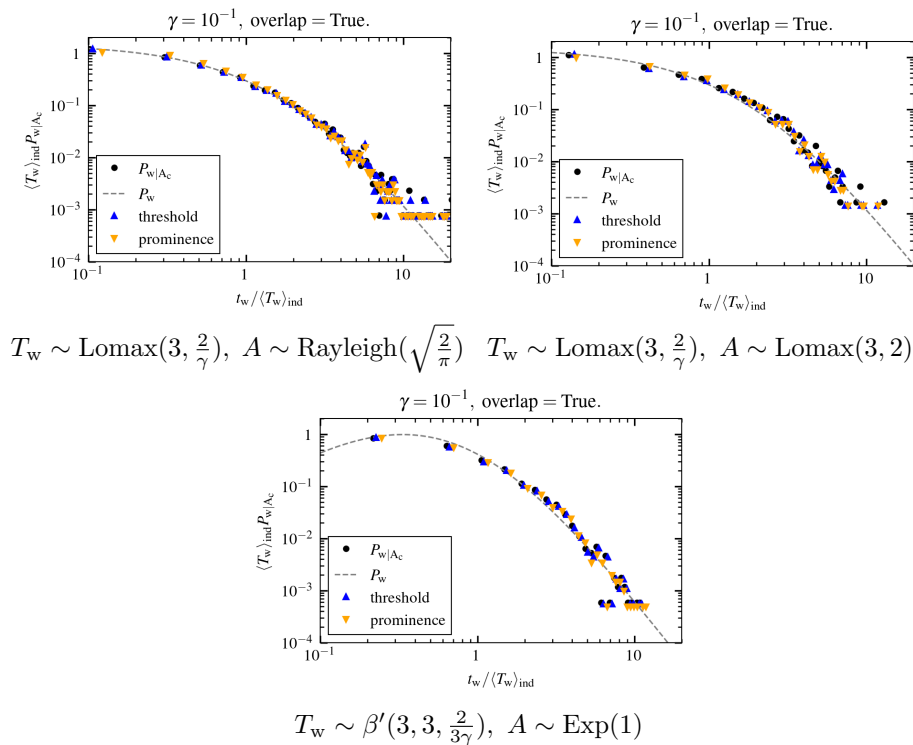 γ = 10⁻¹, overlap = True.
⟨T_w⟩_ind P_{w|A_c}
1
10⁻¹
10⁻²
10⁻³
10⁻⁴
P_{w|A_c}
P_w
threshold
prominence
10⁻¹ 1 10
t_w/⟨T_w⟩_ind
T_w ∼ Lomax(3, 2/γ), A ∼ Rayleigh(√(2/π))
γ = 10⁻¹, overlap = True.
⟨T_w⟩_ind P_{w|A_c}
1
10⁻¹
10⁻²
10⁻³
10⁻⁴
P_{w|A_c}
P_w
threshold
prominence
10⁻¹ 1 10
t_w/⟨T_w⟩_ind
T_w ∼ Lomax(3, 2/γ), A ∼ Lomax(3, 2)
γ = 10⁻¹, overlap = True.
⟨T_w⟩_ind P_{w|A_c}
1
10⁻¹
10⁻²
10⁻³
10⁻⁴
P_{w|A_c}
P_w
threshold
prominence
10⁻¹ 1 10
t_w/⟨T_w⟩_ind
T_w ∼ β′(3, 3, 2/(3γ)), A ∼ Exp(1)